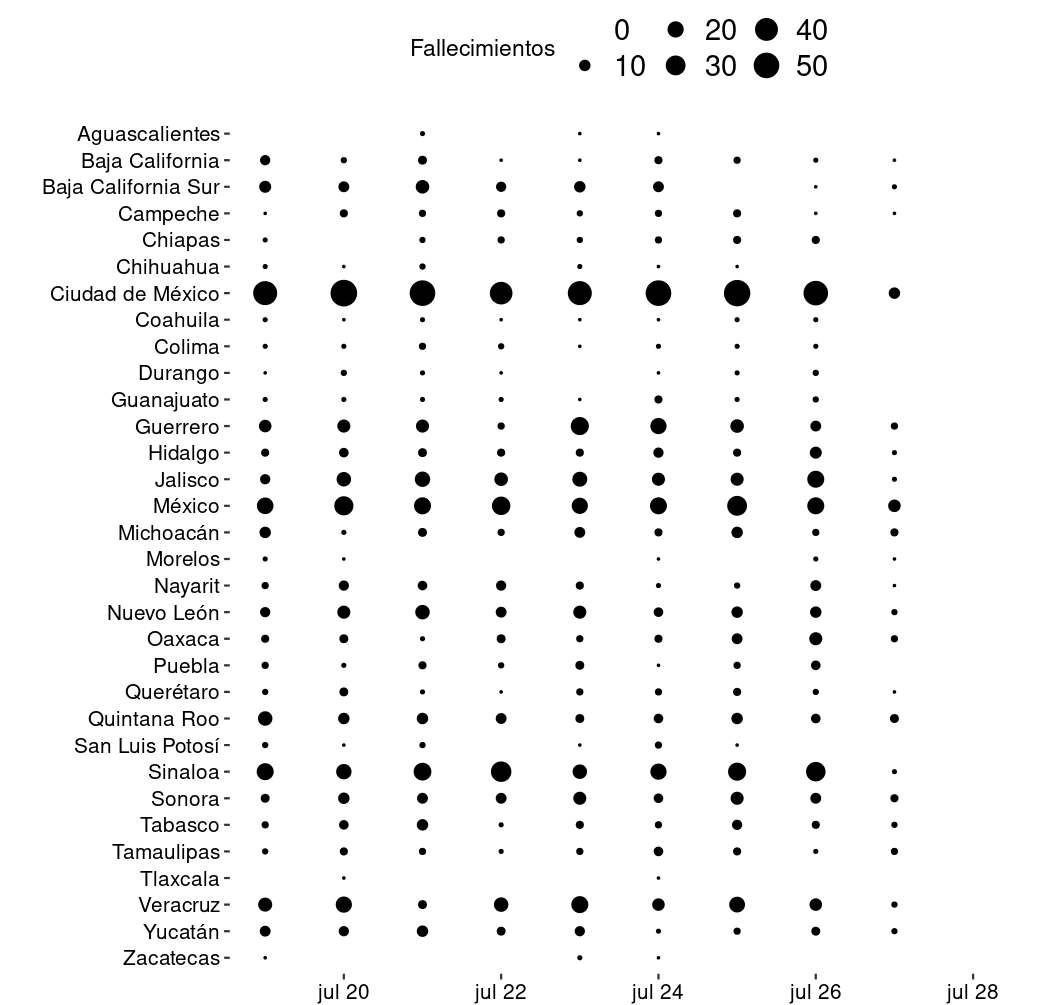 Fallecimientos
0 20 40
10 30 50
Aguascalientes
Baja California
Baja California Sur
Campeche
Chiapas
Chihuahua
Ciudad de México
Coahuila
Colima
Durango
Guanajuato
Guerrero
Hidalgo
Jalisco
México
Michoacán
Morelos
Nayarit
Nuevo León
Oaxaca
Puebla
Querétaro
Quintana Roo
San Luis Potosí
Sinaloa
Sonora
Tabasco
Tamaulipas
Tlaxcala
Veracruz
Yucatán
Zacatecas
jul 20 jul 22 jul 24 jul 26 jul 28